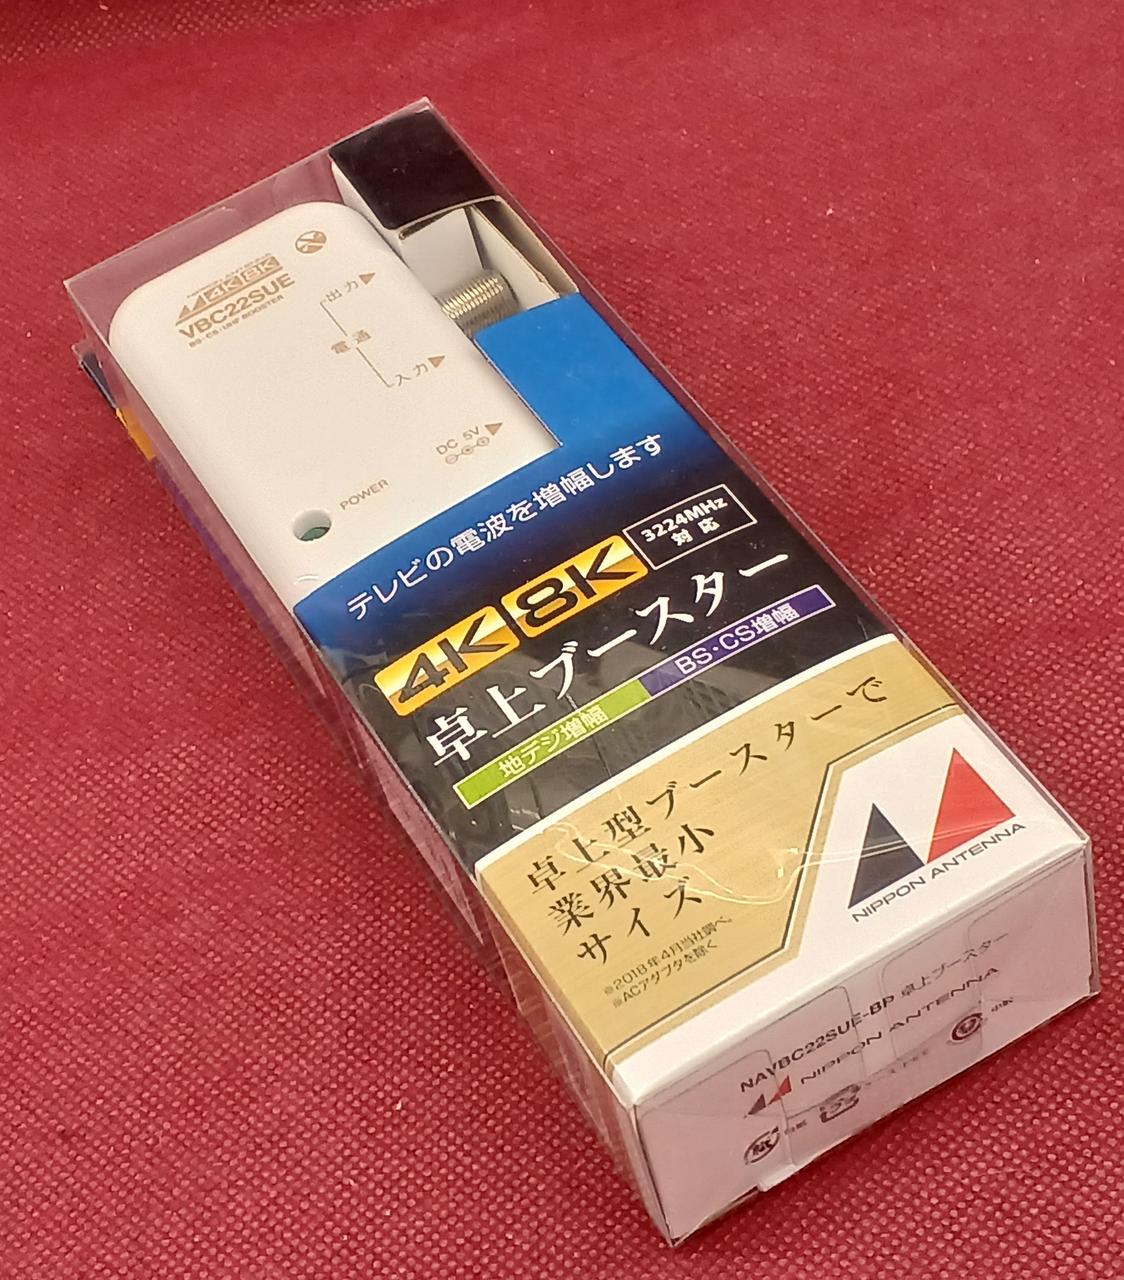 4K 8K
VBC22SUE
BS・CS/UHF BOOSTER
出力▶
電通
入力▶
DC 5V▶
POWER
テレビの電波を増幅します
4K 8K
3224MHz
対応
卓上ブースター
地デジ増幅
BS・CS増幅
卓上型ブースターで
業界最小
サイズ
※2018年4月当社調べ。
※ACアダプタを除く
NIPPON ANTENNA
NAVBC22SUE-BP 卓上ブースター
NIPPON ANTENNA